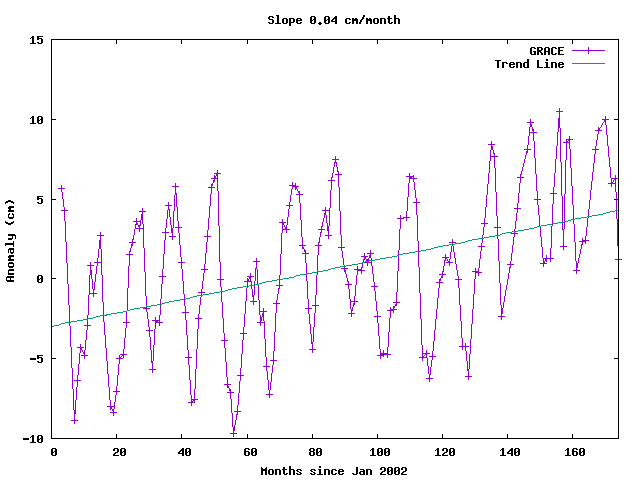 Slope 0.04 cm/month
15
10
5
0
-5
-10
Anomaly (cm)
GRACE
Trend Line
0 20 40 60 80 100 120 140 160
Months since Jan 2002